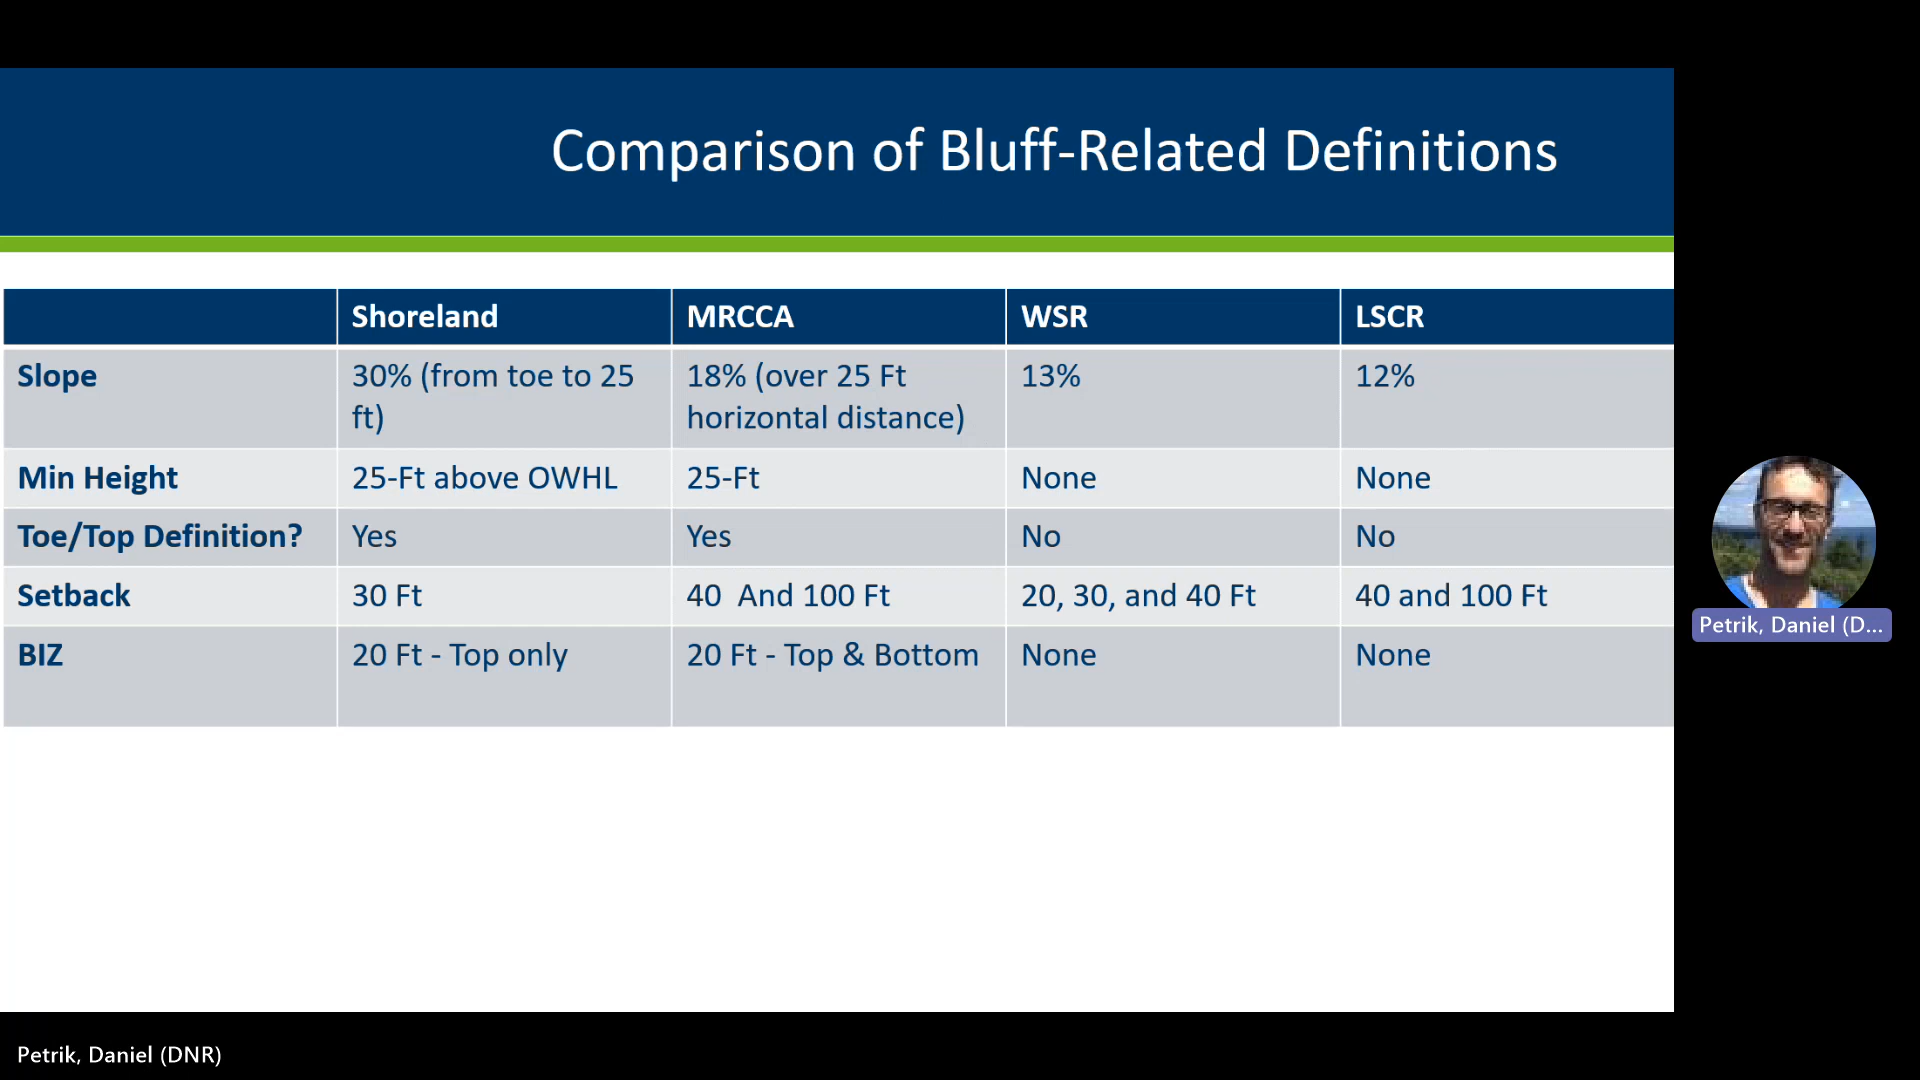 Comparison of Bluff-Related Definitions
Shoreland MRCCA WSR LSCR
Slope 30% (from toe to 25 ft) 18% (over 25 Ft horizontal distance) 13% 12%
Min Height 25-Ft above OWHL 25-Ft None None
Toe/Top Definition? Yes Yes No No
Setback 30 Ft 40 And 100 Ft 20, 30, and 40 Ft 40 and 100 Ft
BIZ 20 Ft - Top only 20 Ft - Top & Bottom None None
Petrik, Daniel (D...
Petrik, Daniel (DNR)